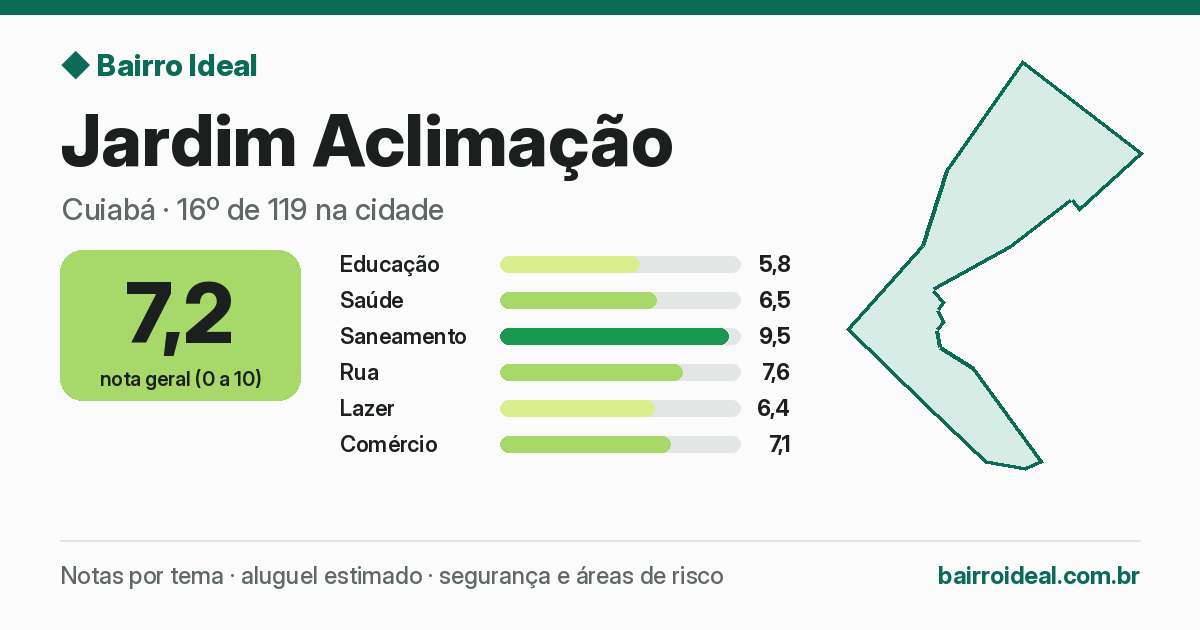 Bairro Ideal
Jardim Aclimação
Cuiabá · 16º de 119 na cidade
7,2
nota geral (0 a 10)
Educação 5,8
Saúde 6,5
Saneamento 9,5
Rua 7,6
Lazer 6,4
Comércio 7,1
Notas por tema · aluguel estimado · segurança e áreas de risco
bairroideal.com.br